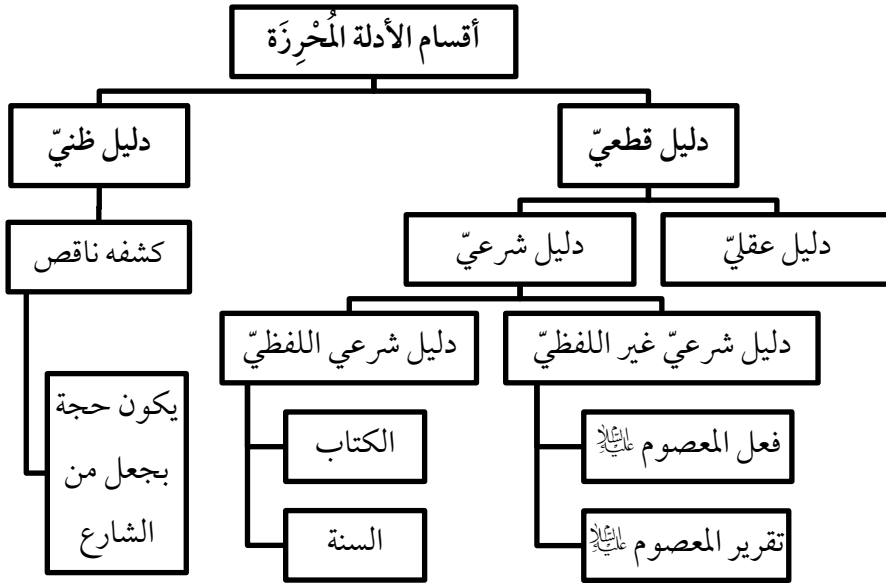 أقسام الأدلة المُحْرِزَة
دليل قطعيّ
دليل ظنيّ
دليل عقليّ
دليل شرعيّ
كشفه ناقص
دليل شرعيّ غير اللفظيّ
دليل شرعي اللفظيّ
يكون حجة
بجعل من
الشارع
فعل المعصوم عليه السلام
الكتاب
تقرير المعصوم عليه السلام
السنة